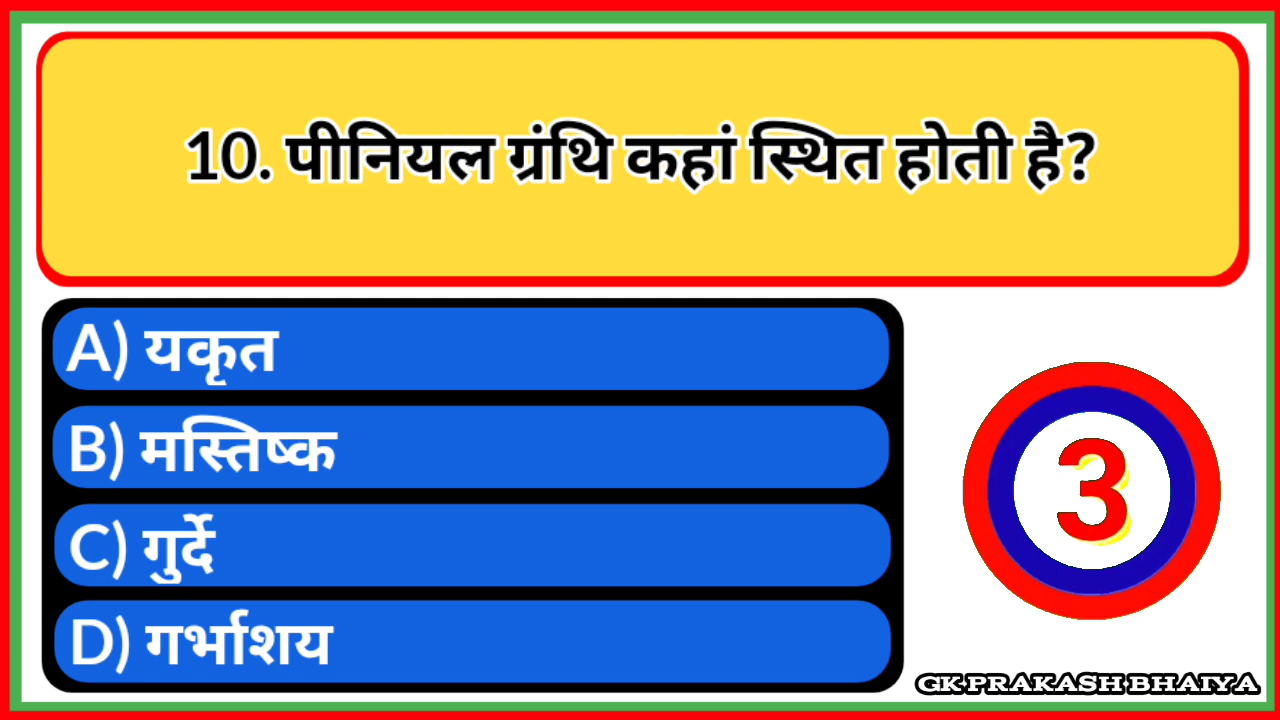 10. पीनियल ग्रंथि कहां स्थित होती है?
A) यकृत
B) मस्तिष्क
C) गुर्दे
D) गर्भाशय
3
GK PRAKASH BHAIYA